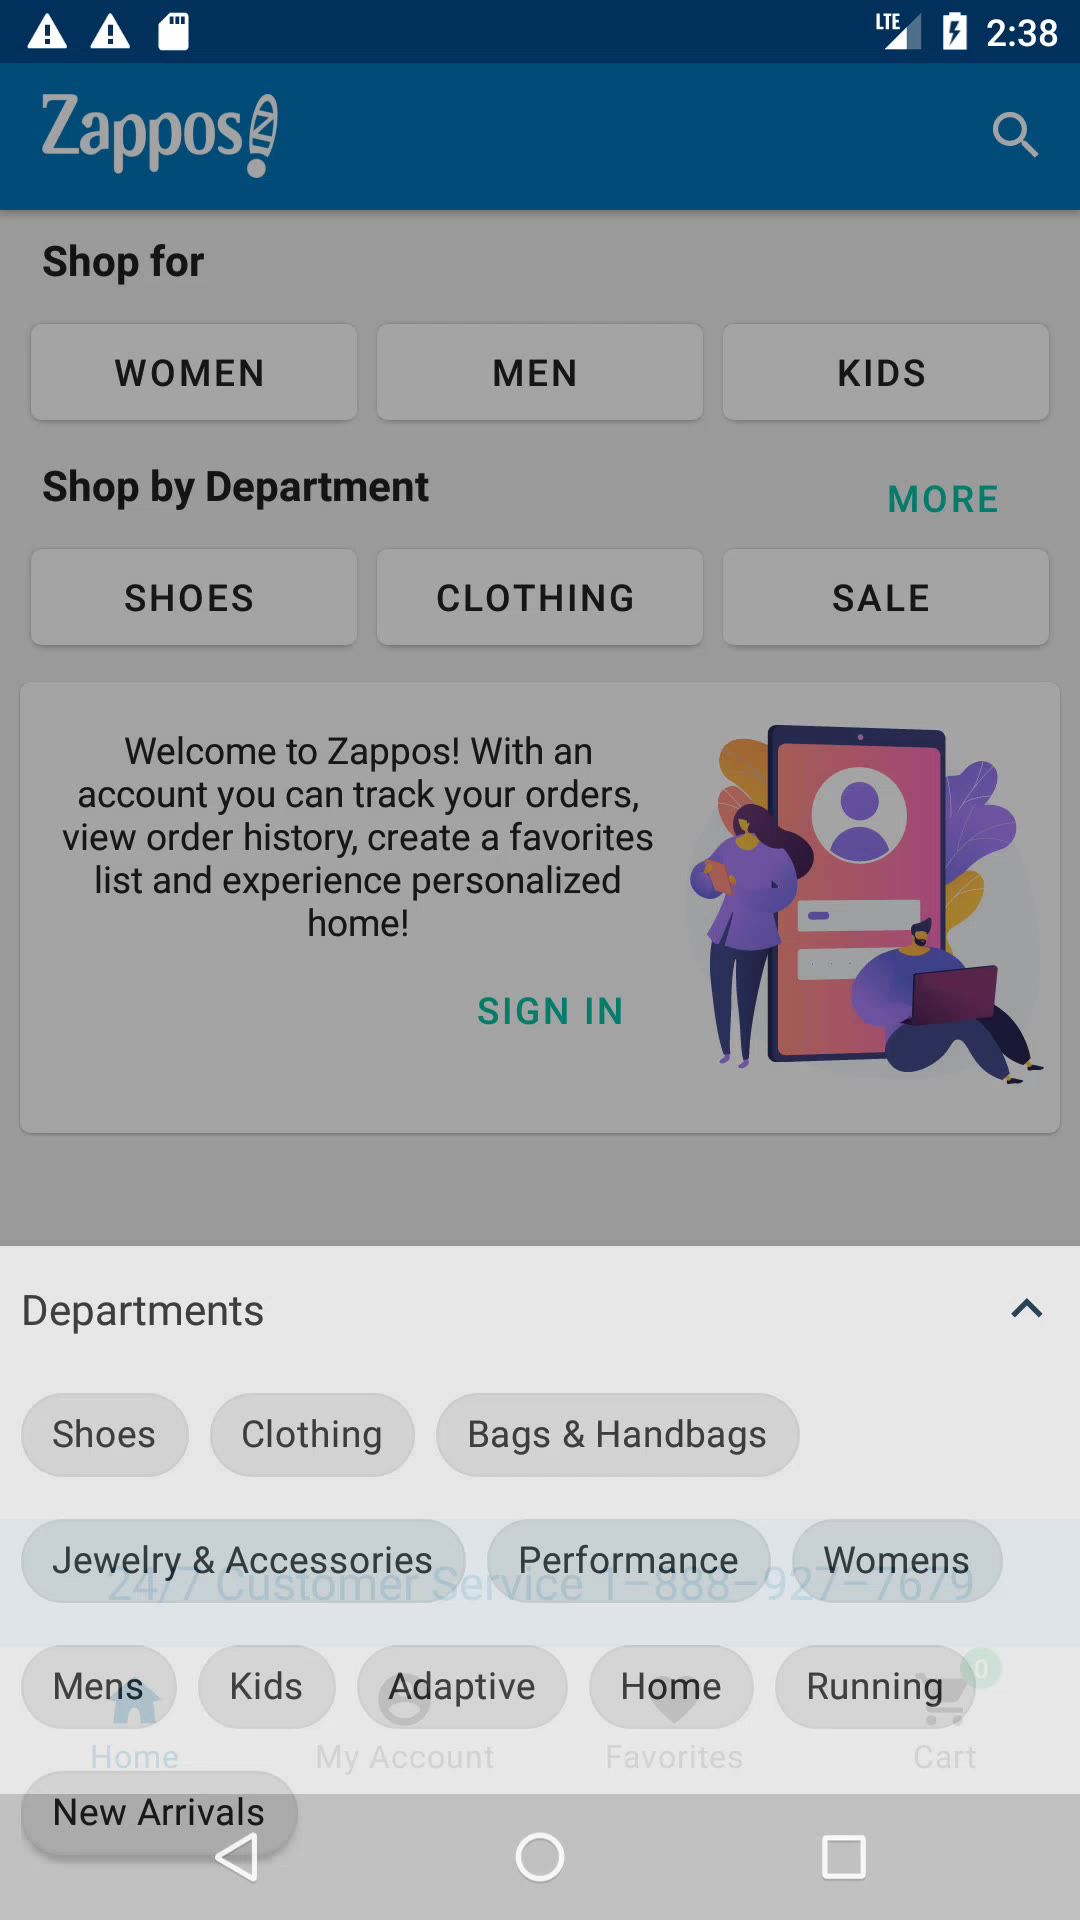 LTE 2:38
Zappos
Shop for
WOMEN MEN KIDS
Shop by Department
MORE
SHOES CLOTHING SALE
Welcome to Zappos! With an
account you can track your orders,
view order history, create a favorites
list and experience personalized
home!
SIGN IN
Departments
Shoes Clothing Bags & Handbags
Jewelry & Accessories Performance Womens
24/7 Customer Service 1-888-927-7679
Mens Kids Adaptive Home Running
0
Home My Account Favorites Cart
New Arrivals